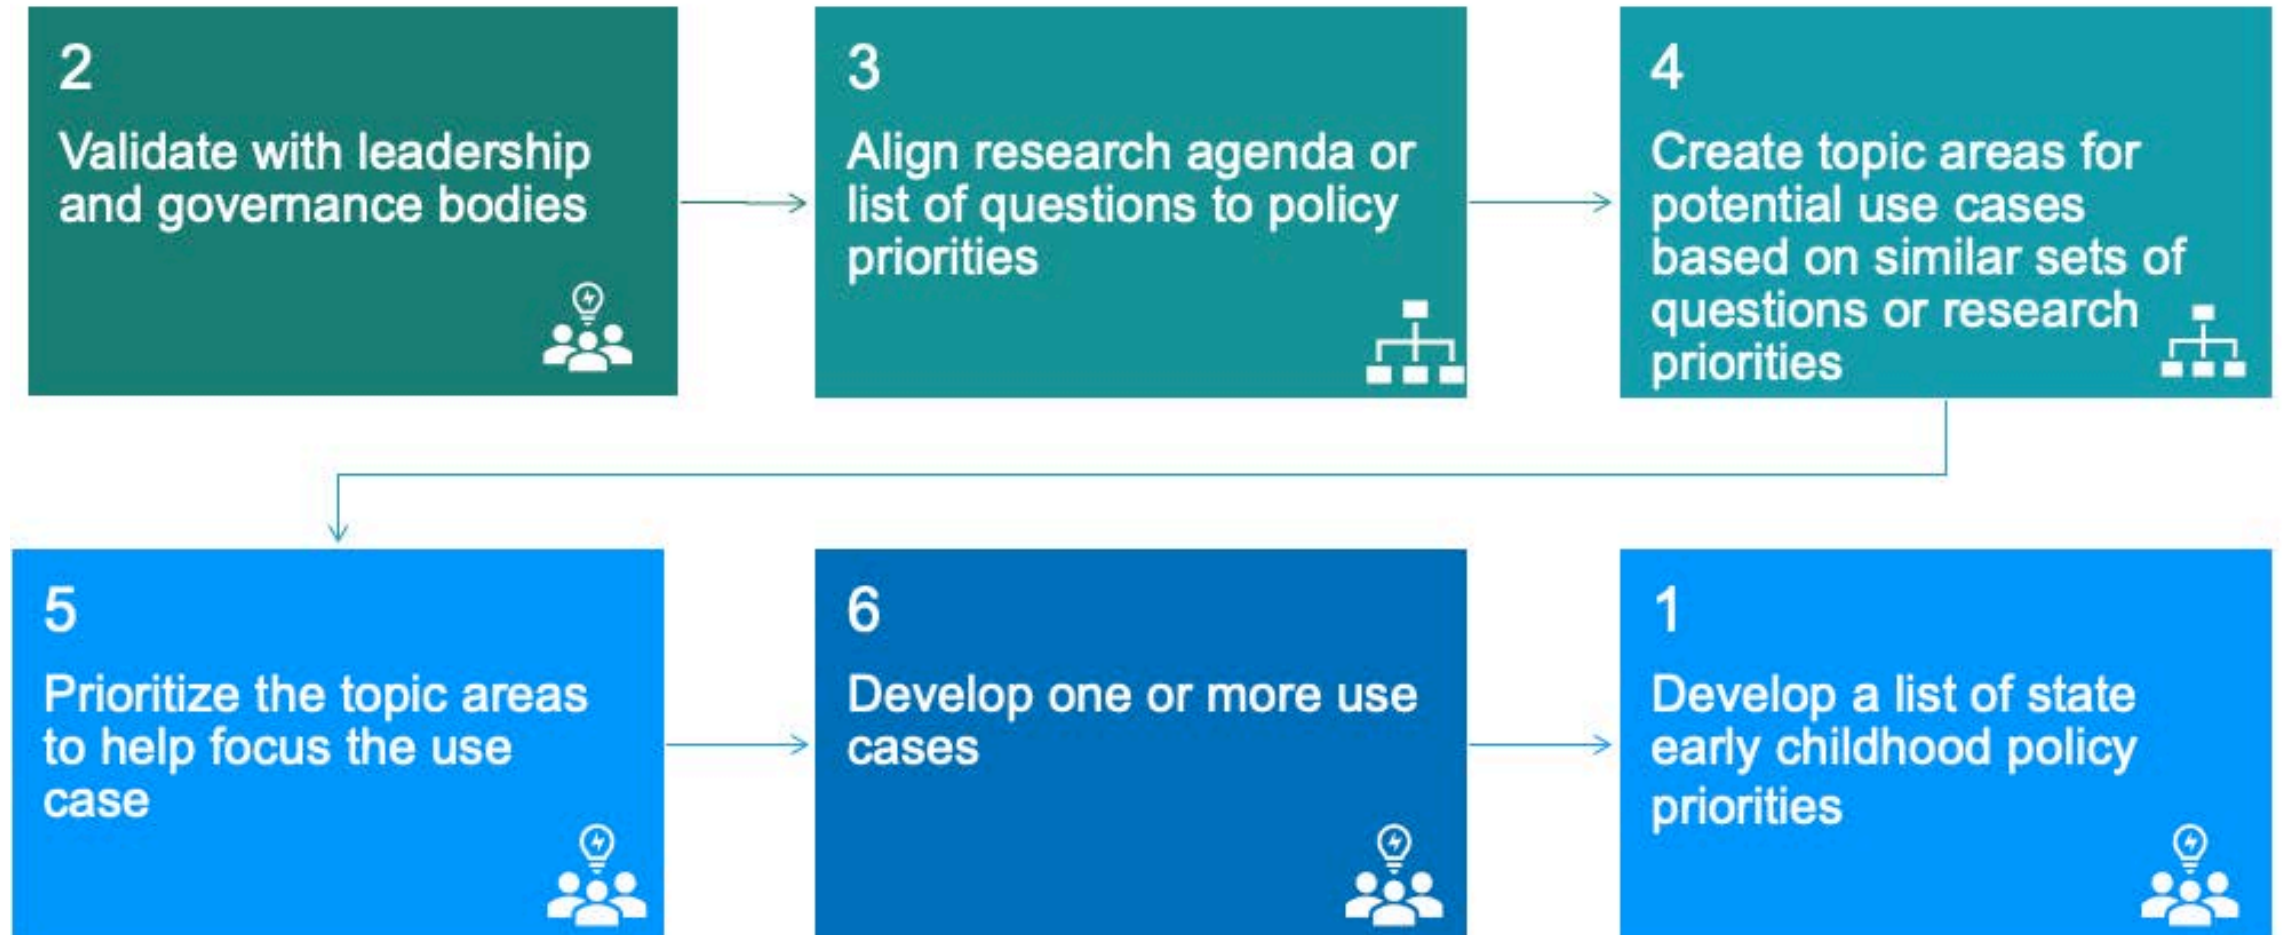 2
Validate with leadership
and governance bodies
3
Align research agenda or
list of questions to policy
priorities
4
Create topic areas for
potential use cases
based on similar sets of
questions or research
priorities
5
Prioritize the topic areas
to help focus the use
case
6
Develop one or more use
cases
1
Develop a list of state
early childhood policy
priorities